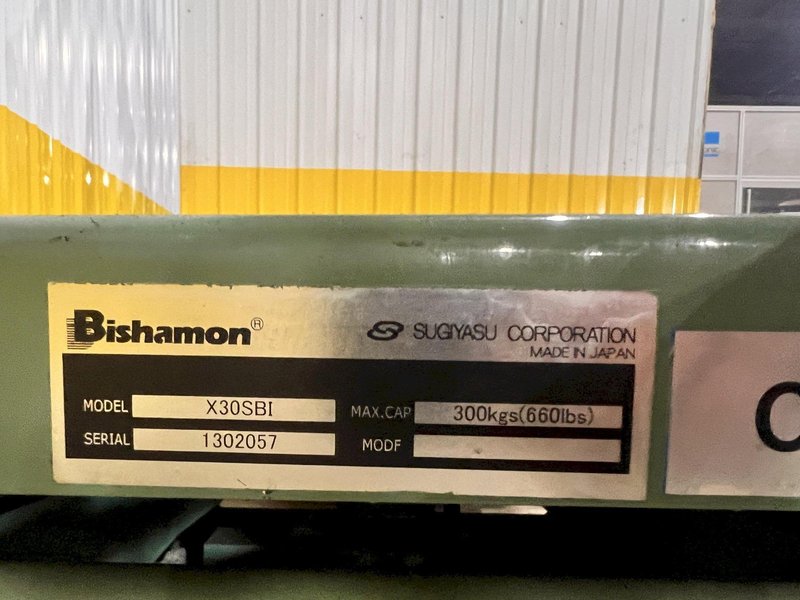 Bishamon®
SUGIYASU CORPORATION
MADE IN JAPAN
MODEL X30SBI MAX.CAP 300kgs(660lbs)
SERIAL 1302057 MODF